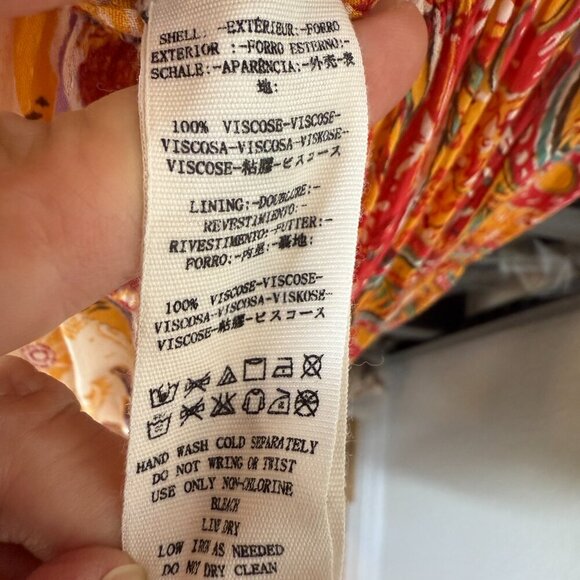 SHELL. -EXTÉRIEUR:-FORRO
EXTERIOR :-FORRO ESTERNO:-
SCHALE:-APARÊNCIA:-外壳-表
地:
100% VISCOSE-VISCOSE-
VISCOSA-VISCOSA-VISKOSE-
VISCOSE-粘膠-ビスコース
LINING:-DOUBLURE:-
REVESTIMIENTO:-
RIVESTIMENTO:-FUTTER:-
FORRO:-内里:-裏地:
100% VISCOSE-VISCOSE-
VISCOSA-VISCOSA-VISKOSE-
VISCOSE-粘膠-ビスコース
HAND WASH COLD SEPARATELY
DO NOT WRING OR TWIST
USE ONLY NON-CHLORINE
BLEACH
LINE DRY
LOW IRON AS NEEDED
DO NOT DRY CLEAN